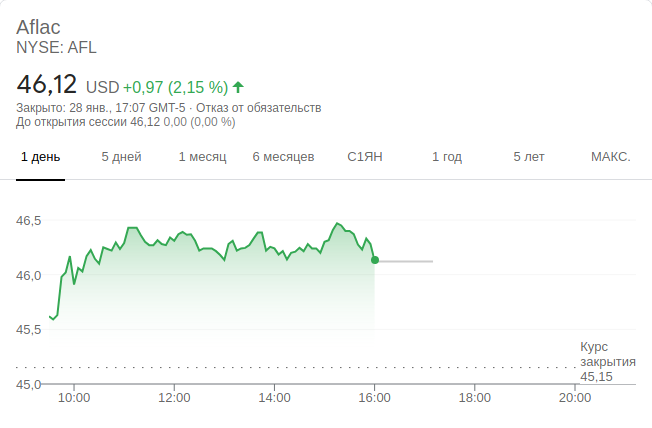 Aflac
NYSE: AFL
46,12 USD +0,97 (2,15 %)
Закрыто: 28 янв., 17:07 GMT-5 · Отказ от обязательств
До открытия сессии 46,12 0,00 (0,00 %)
1 день 5 дней 1 месяц 6 месяцев С1ЯН 1 год 5 лет МАКС.
46,5
46,0
45,5
Курс
закрытия
45,15
45,0
10:00 12:00 14:00 16:00 18:00 20:00